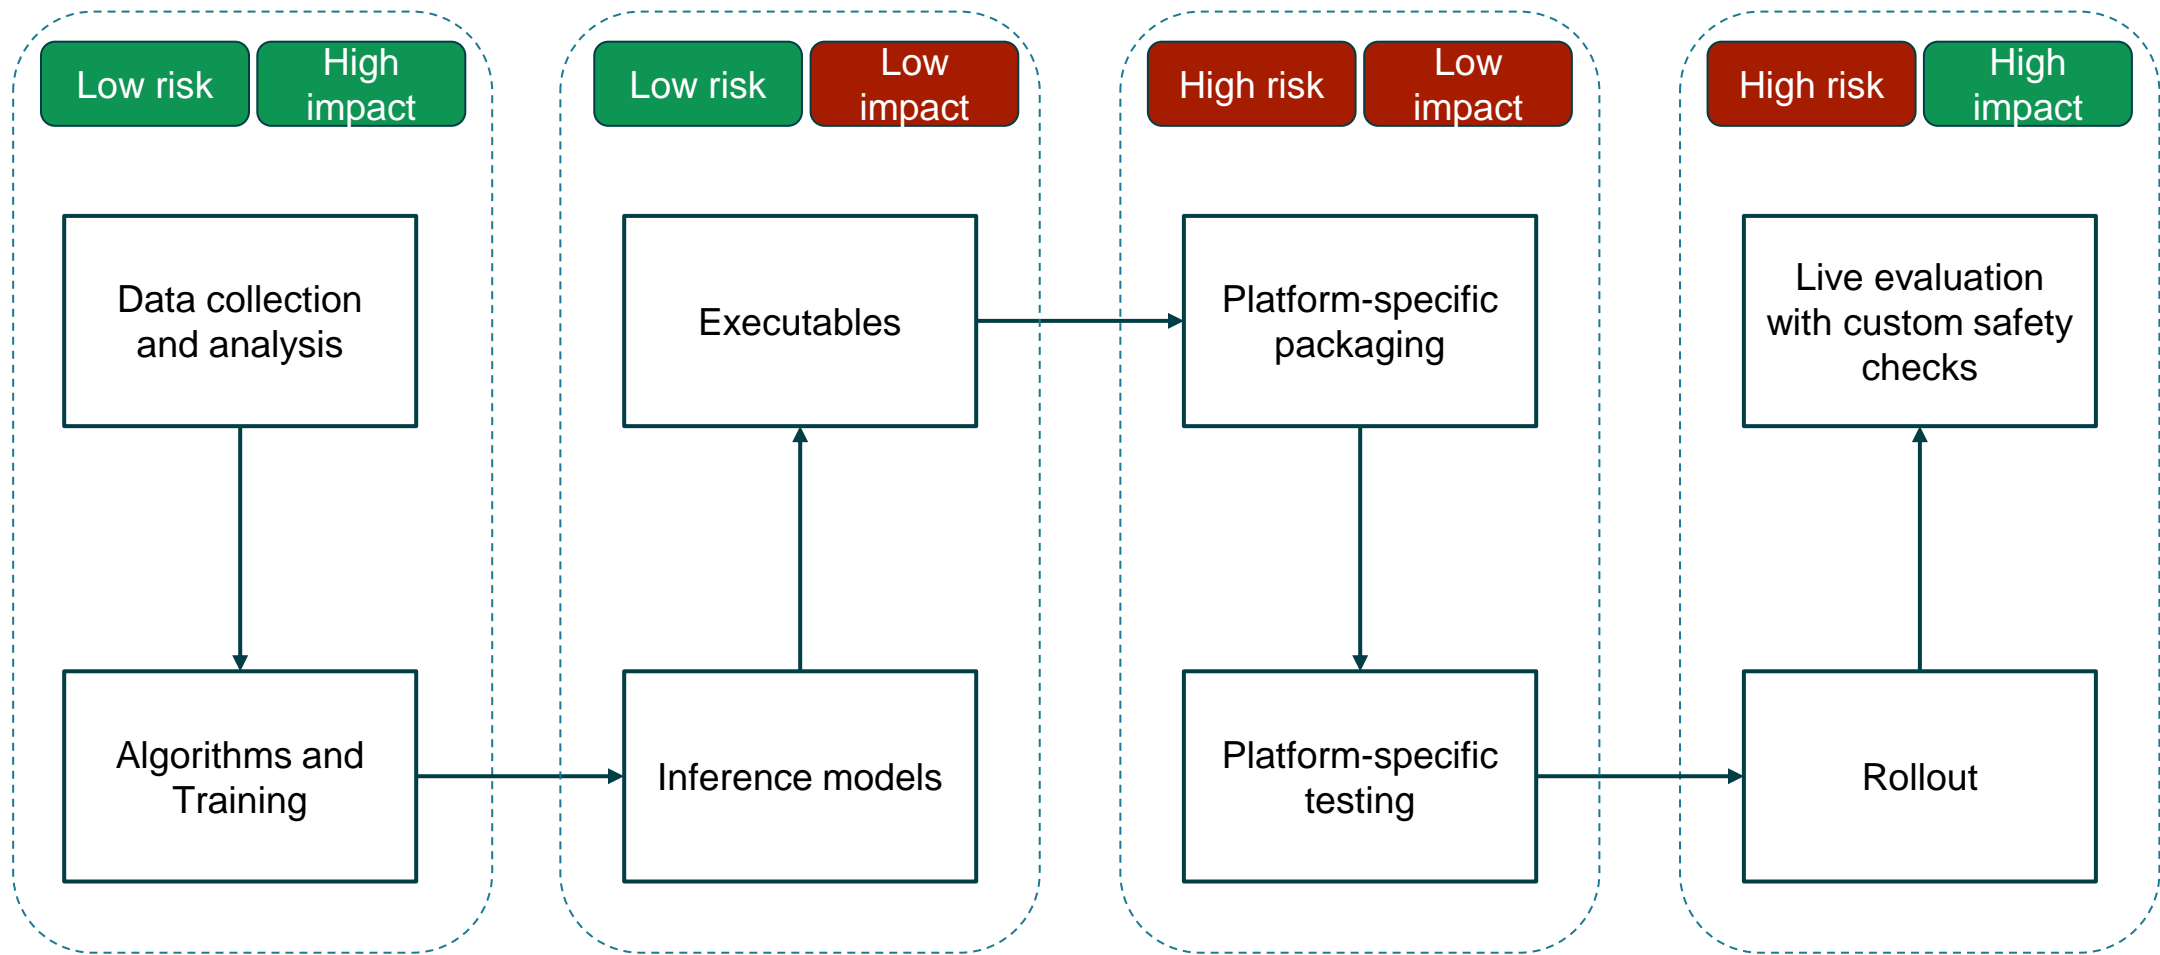 Low risk
High
impact
Low risk
Low
impact
High risk
Low
impact
High risk
High
impact
Data collection
and analysis
Executables
Platform-specific
packaging
Live evaluation
with custom safety
checks
Algorithms and
Training
Inference models
Platform-specific
testing
Rollout